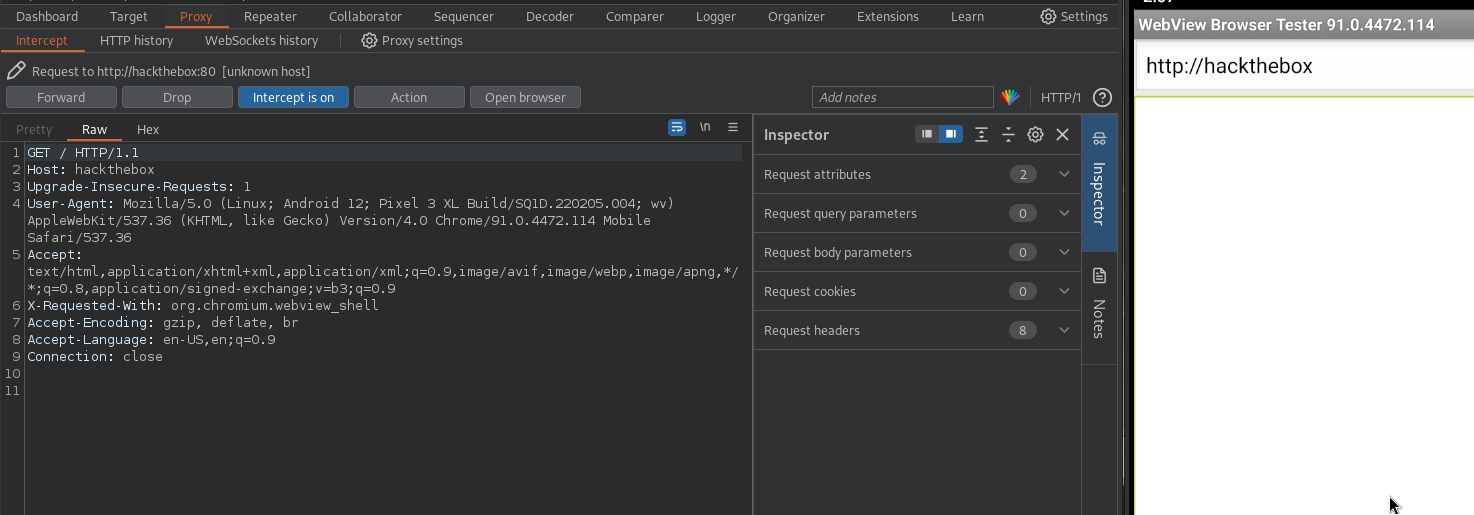 Dashboard Target Proxy Repeater Collaborator Sequencer Decoder Comparer Logger Organizer Extensions Learn Settings
Intercept HTTP history WebSockets history Proxy settings
Request to http://hackthebox:80 [unknown host]
Forward Drop Intercept is on Action Open browser Add notes HTTP/1
Pretty Raw Hex \n
1 GET / HTTP/1.1
2 Host: hackthebox
3 Upgrade-Insecure-Requests: 1
4 User-Agent: Mozilla/5.0 (Linux; Android 12; Pixel 3 XL Build/SQ1D.220205.004; wv)
AppleWebKit/537.36 (KHTML, like Gecko) Version/4.0 Chrome/91.0.4472.114 Mobile
Safari/537.36
5 Accept:
text/html,application/xhtml+xml,application/xml;q=0.9,image/avif,image/webp,image/apng,*/
*;q=0.8,application/signed-exchange;v=b3;q=0.9
6 X-Requested-With: org.chromium.webview_shell
7 Accept-Encoding: gzip, deflate, br
8 Accept-Language: en-US,en;q=0.9
9 Connection: close
10
11
Inspector
Request attributes 2
Request query parameters 0
Request body parameters 0
Request cookies 0
Request headers 8
Inspector
Notes
WebView Browser Tester 91.0.4472.114
http://hackthebox